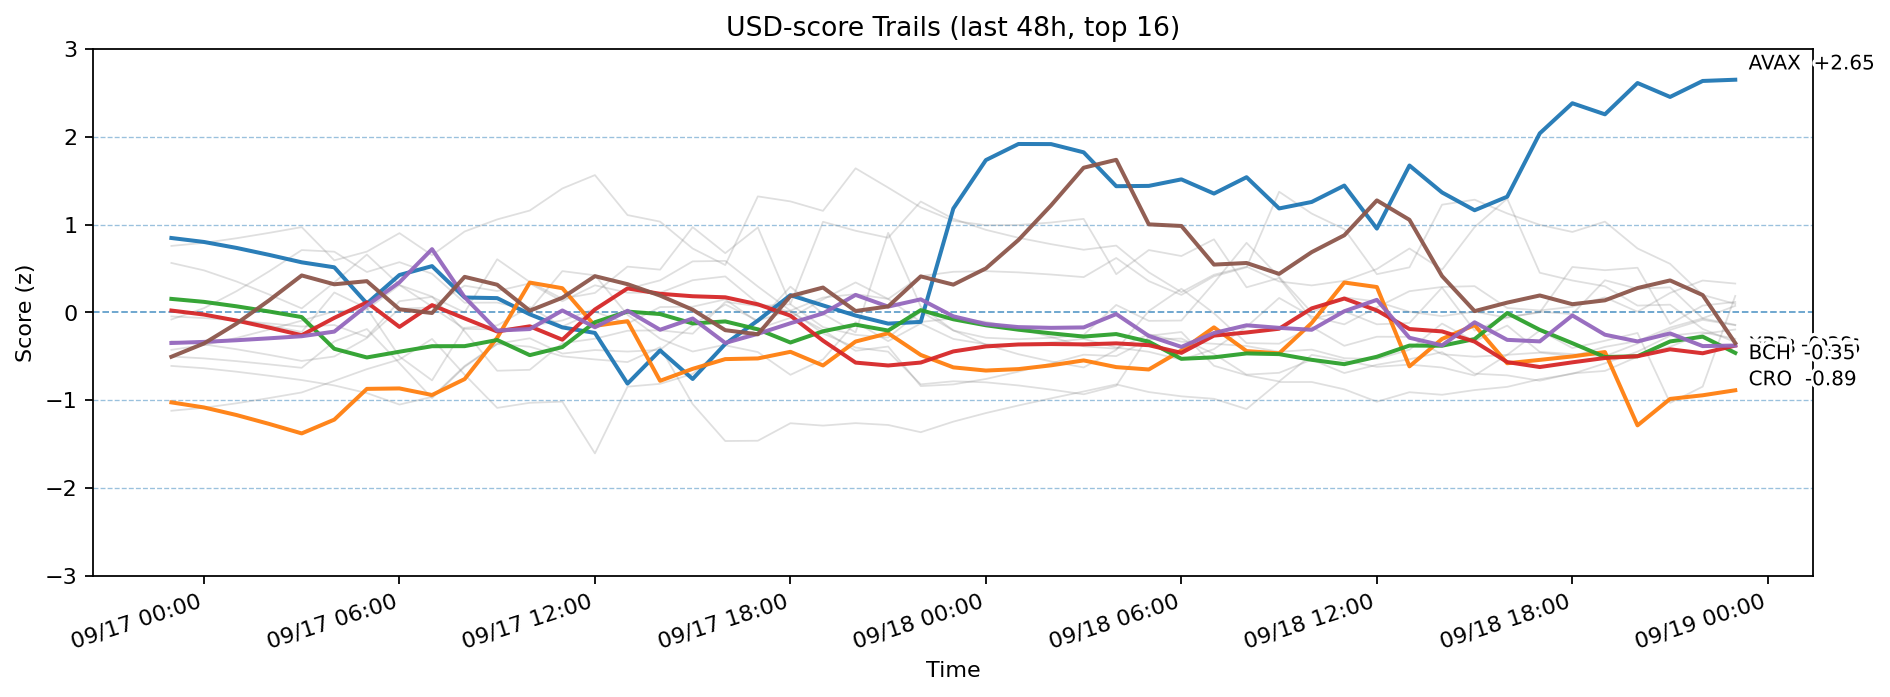 USD-score Trails (last 48h, top 16)
Score (z)
3
2
1
0
−1
−2
−3
AVAX +2.65
BCH -0.35
CRO -0.89
09/17 00:00
09/17 06:00
09/17 12:00
09/17 18:00
09/18 00:00
09/18 06:00
09/18 12:00
09/18 18:00
09/19 00:00
Time